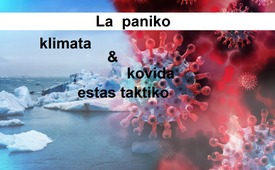 La paniko
klimata
&
kovida
estas taktiko